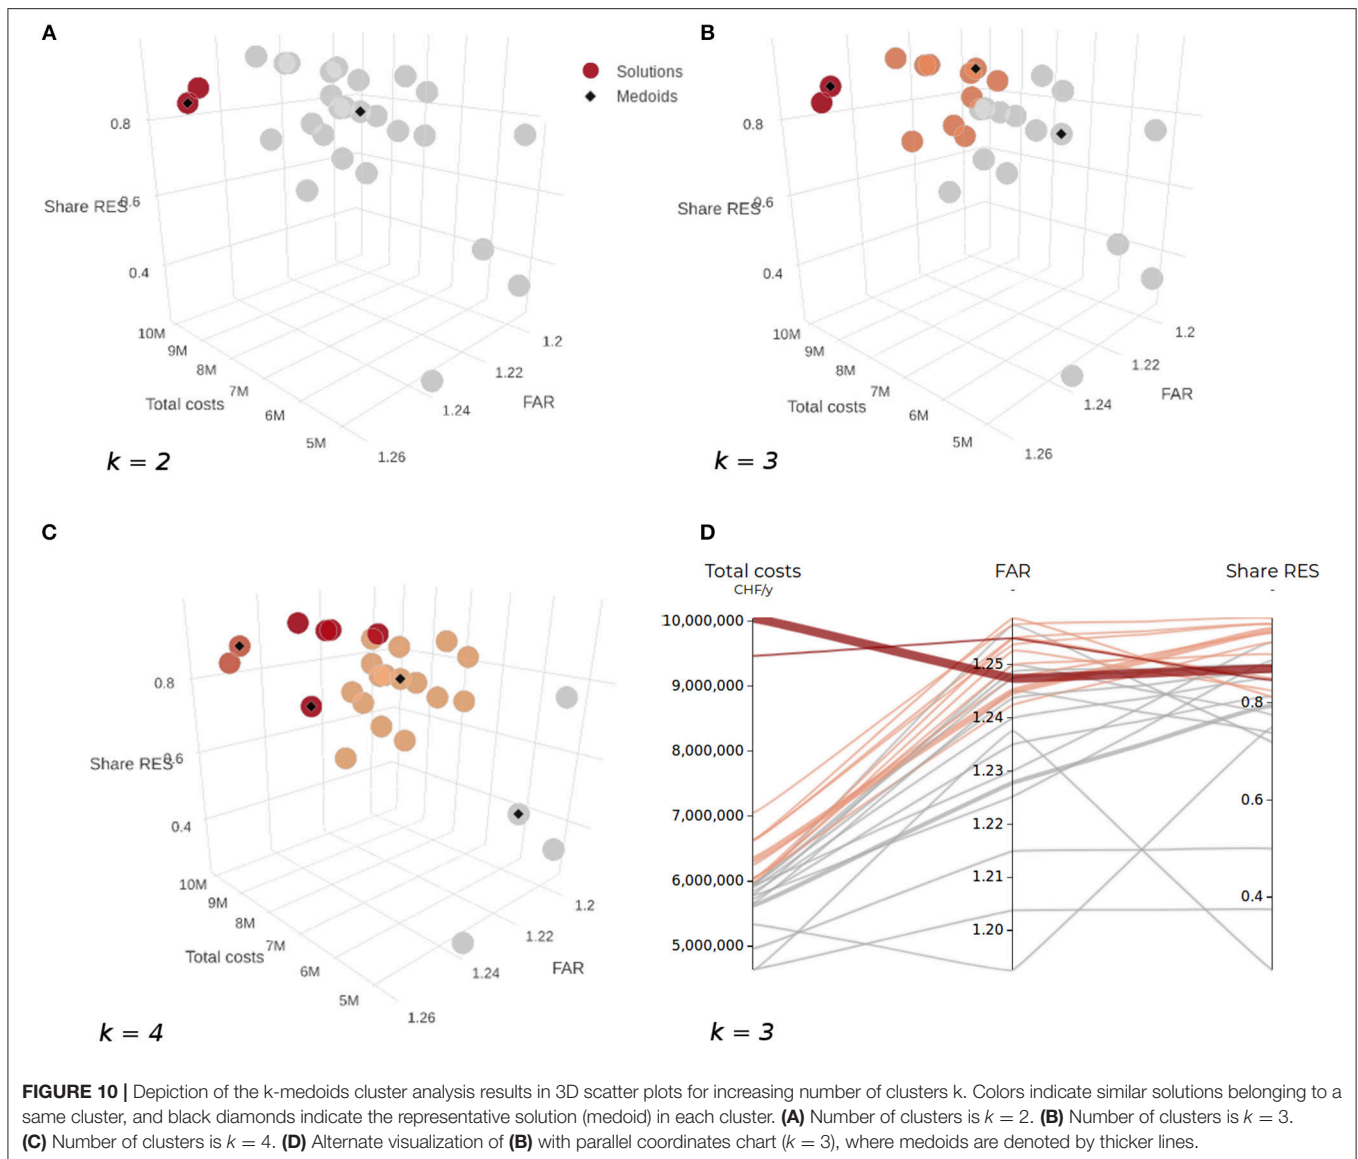 A
Solutions
Medoids
0.8
Share RES
0.6
0.4
10M
9M
8M
7M
6M
5M
Total costs
1.2
1.22
1.24
1.26
FAR
k = 2
B
0.8
Share RES
0.6
0.4
10M
9M
8M
7M
6M
5M
Total costs
1.2
1.22
1.24
1.26
FAR
k = 3
C
0.8
Share RES
0.6
0.4
10M
9M
8M
7M
6M
5M
Total costs
1.2
1.22
1.24
1.26
FAR
k = 4
D
Total costs
CHF/y
FAR
-
Share RES
-
10,000,000
9,000,000
8,000,000
7,000,000
6,000,000
5,000,000
1.25
1.24
1.23
1.22
1.21
1.20
0.8
0.6
0.4
k = 3
FIGURE 10 | Depiction of the k-medoids cluster analysis results in 3D scatter plots for increasing number of clusters k. Colors indicate similar solutions belonging to a
same cluster, and black diamonds indicate the representative solution (medoid) in each cluster. (A) Number of clusters is k = 2. (B) Number of clusters is k = 3.
(C) Number of clusters is k = 4. (D) Alternate visualization of (B) with parallel coordinates chart (k = 3), where medoids are denoted by thicker lines.